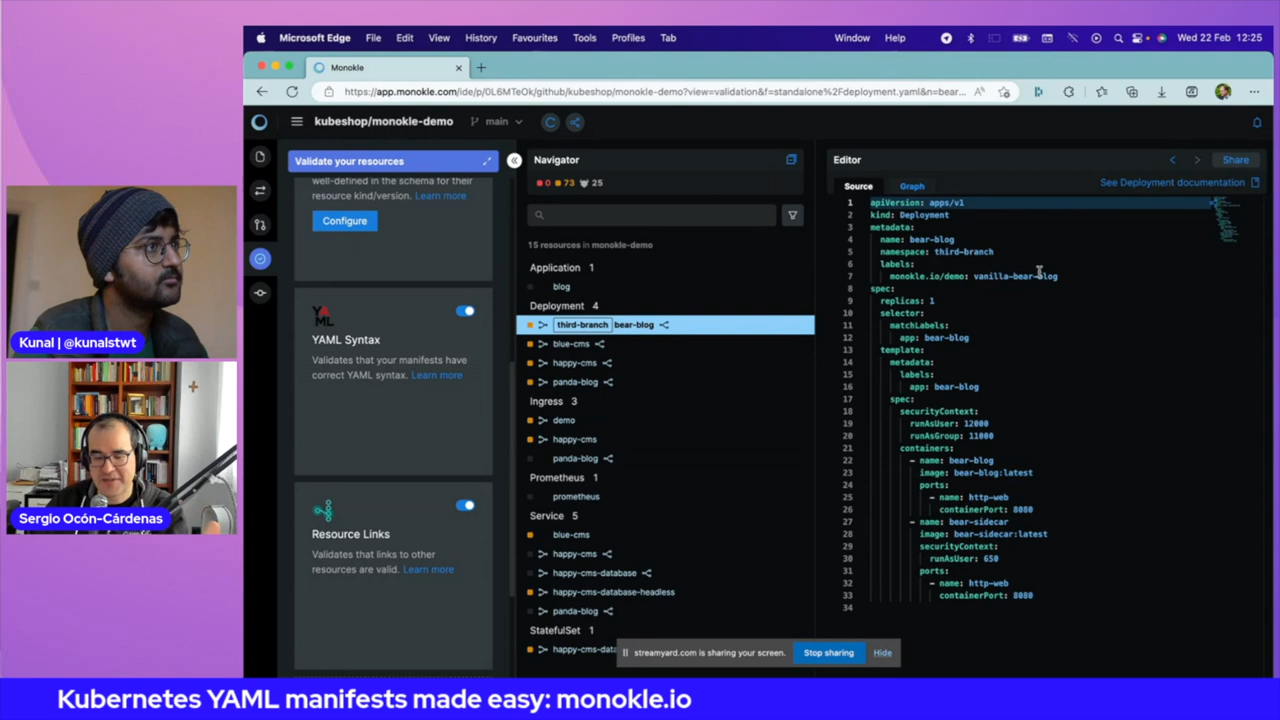 Microsoft Edge File Edit View History Favourites Tools Profiles Tab Window Help Wed 22 Feb 12:25
Monokle
https://app.monokle.com/ide/p/0L6MTeOk/github/kubeshop/monokle-demo?view=validation&f=standalone%2Fdeployment.yaml&n=bear...
kubeshop/monokle-demo main
Validate your resources
well-defined in the schema for their
resource kind/version. Learn more
Configure
YAML
YAML Syntax
Validates that your manifests have
correct YAML syntax. Learn more
Resource Links
Validates that links to other
resources are valid. Learn more
Navigator
0 73 25
15 resources in monokle-demo
Application 1
blog
Deployment 4
third-branch bear-blog
blue-cms
happy-cms
panda-blog
Ingress 3
demo
happy-cms
panda-blog
Prometheus 1
prometheus
Service 5
blue-cms
happy-cms
happy-cms-database
happy-cms-database-headless
panda-blog
StatefulSet 1
happy-cms-data
Editor
Share
Source Graph
See Deployment documentation
1 apiVersion: apps/v1
2 kind: Deployment
3 metadata:
4 name: bear-blog
5 namespace: third-branch
6 labels:
7 monokle.io/demo: vanilla-bear-blog
8 spec:
9 replicas: 1
10 selector:
11 matchLabels:
12 app: bear-blog
13 template:
14 metadata:
15 labels:
16 app: bear-blog
17 spec:
18 securityContext:
19 runAsUser: 12000
20 runAsGroup: 11000
21 containers:
22 - name: bear-blog
23 image: bear-blog:latest
24 ports:
25 - name: http-web
26 containerPort: 8080
27 - name: bear-sidecar
28 image: bear-sidecar:latest
29 securityContext:
30 runAsUser: 650
31 ports:
32 - name: http-web
33 containerPort: 8080
34
streamyard.com is sharing your screen. Stop sharing Hide
Kunal | @kunalstwt
Sergio Ocón-Cárdenas
Kubernetes YAML manifests made easy: monokle.io